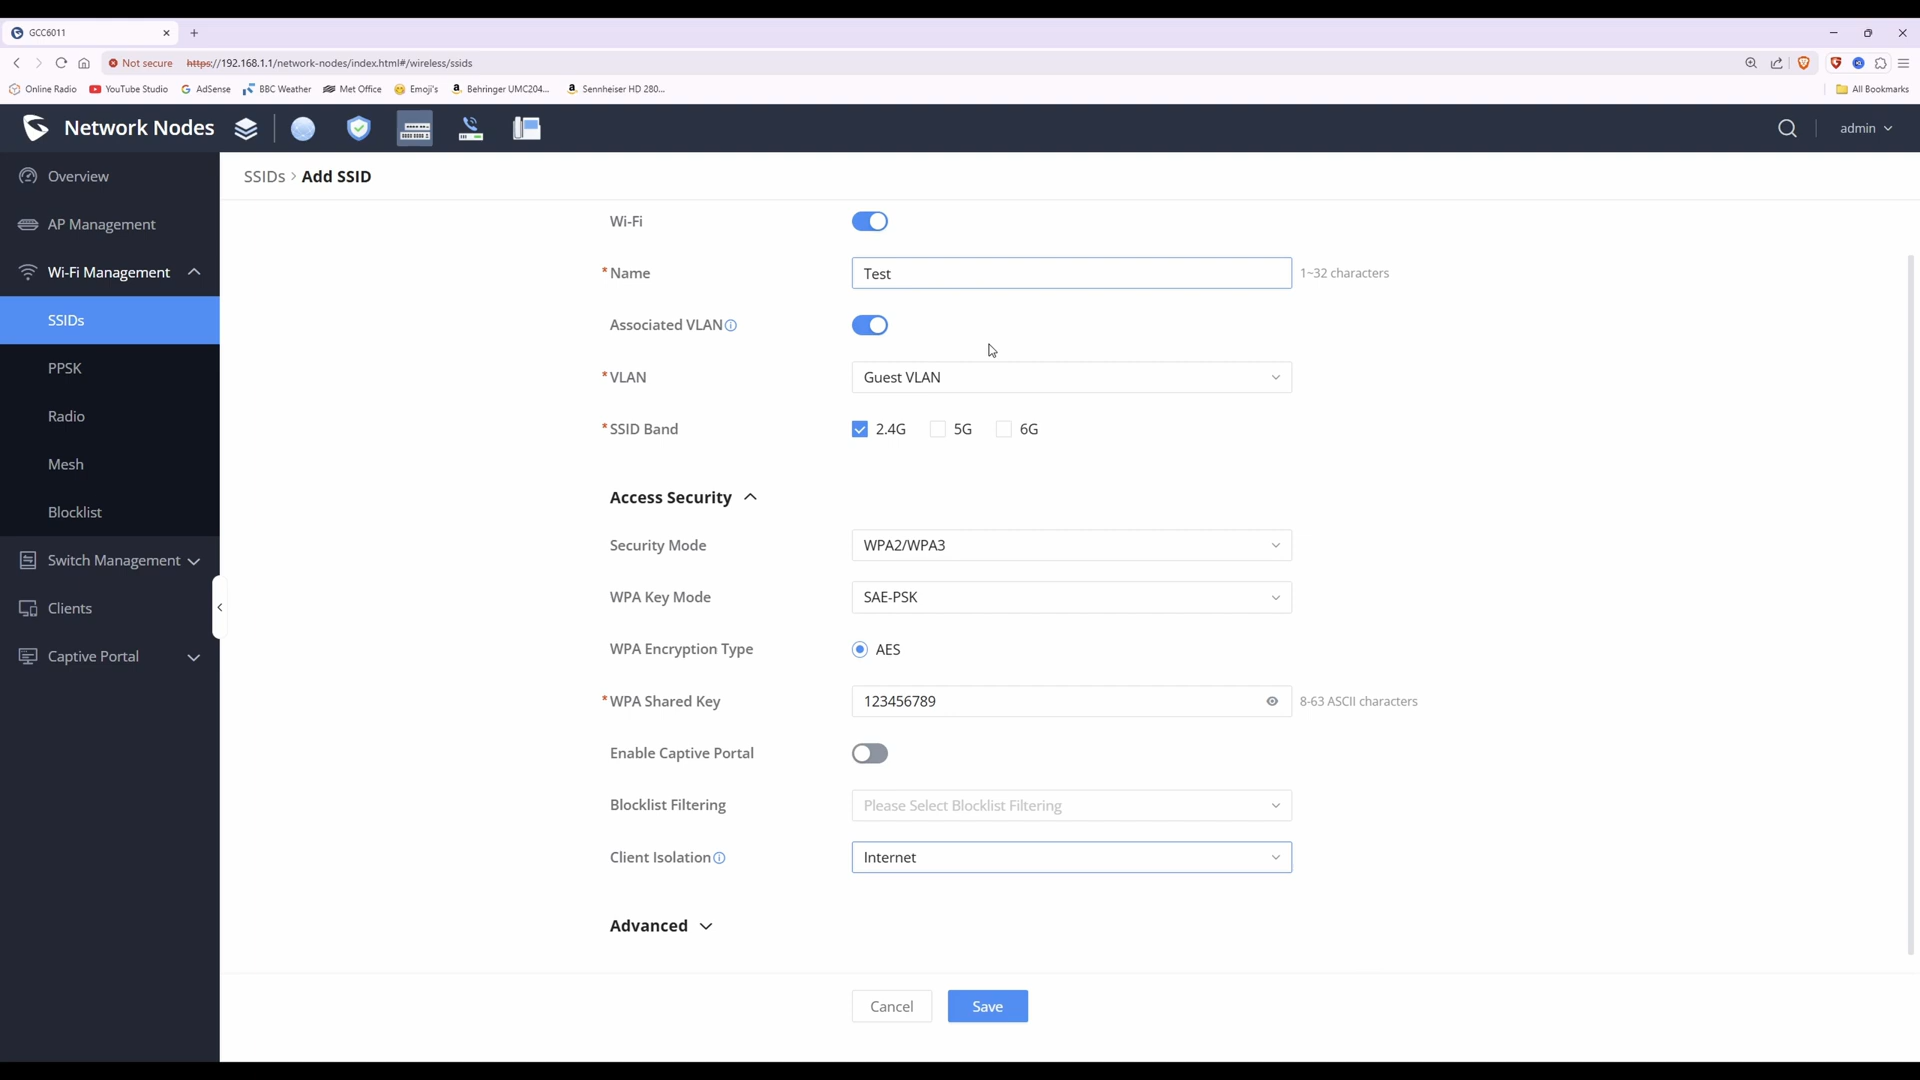 GCC6011
Not secure https://192.168.1.1/network-nodes/index.html#/wireless/ssids
Online Radio YouTube Studio AdSense BBC Weather Met Office Emoji's Behringer UMC204... Sennheiser HD 280... All Bookmarks
Network Nodes admin
Overview
AP Management
Wi-Fi Management
SSIDs
PPSK
Radio
Mesh
Blocklist
Switch Management
Clients
Captive Portal
SSIDs > Add SSID
Wi-Fi
*Name Test 1~32 characters
Associated VLAN
*VLAN Guest VLAN
*SSID Band 2.4G 5G 6G
Access Security
Security Mode WPA2/WPA3
WPA Key Mode SAE-PSK
WPA Encryption Type AES
*WPA Shared Key 123456789 8-63 ASCII characters
Enable Captive Portal
Blocklist Filtering Please Select Blocklist Filtering
Client Isolation Internet
Advanced
Cancel Save